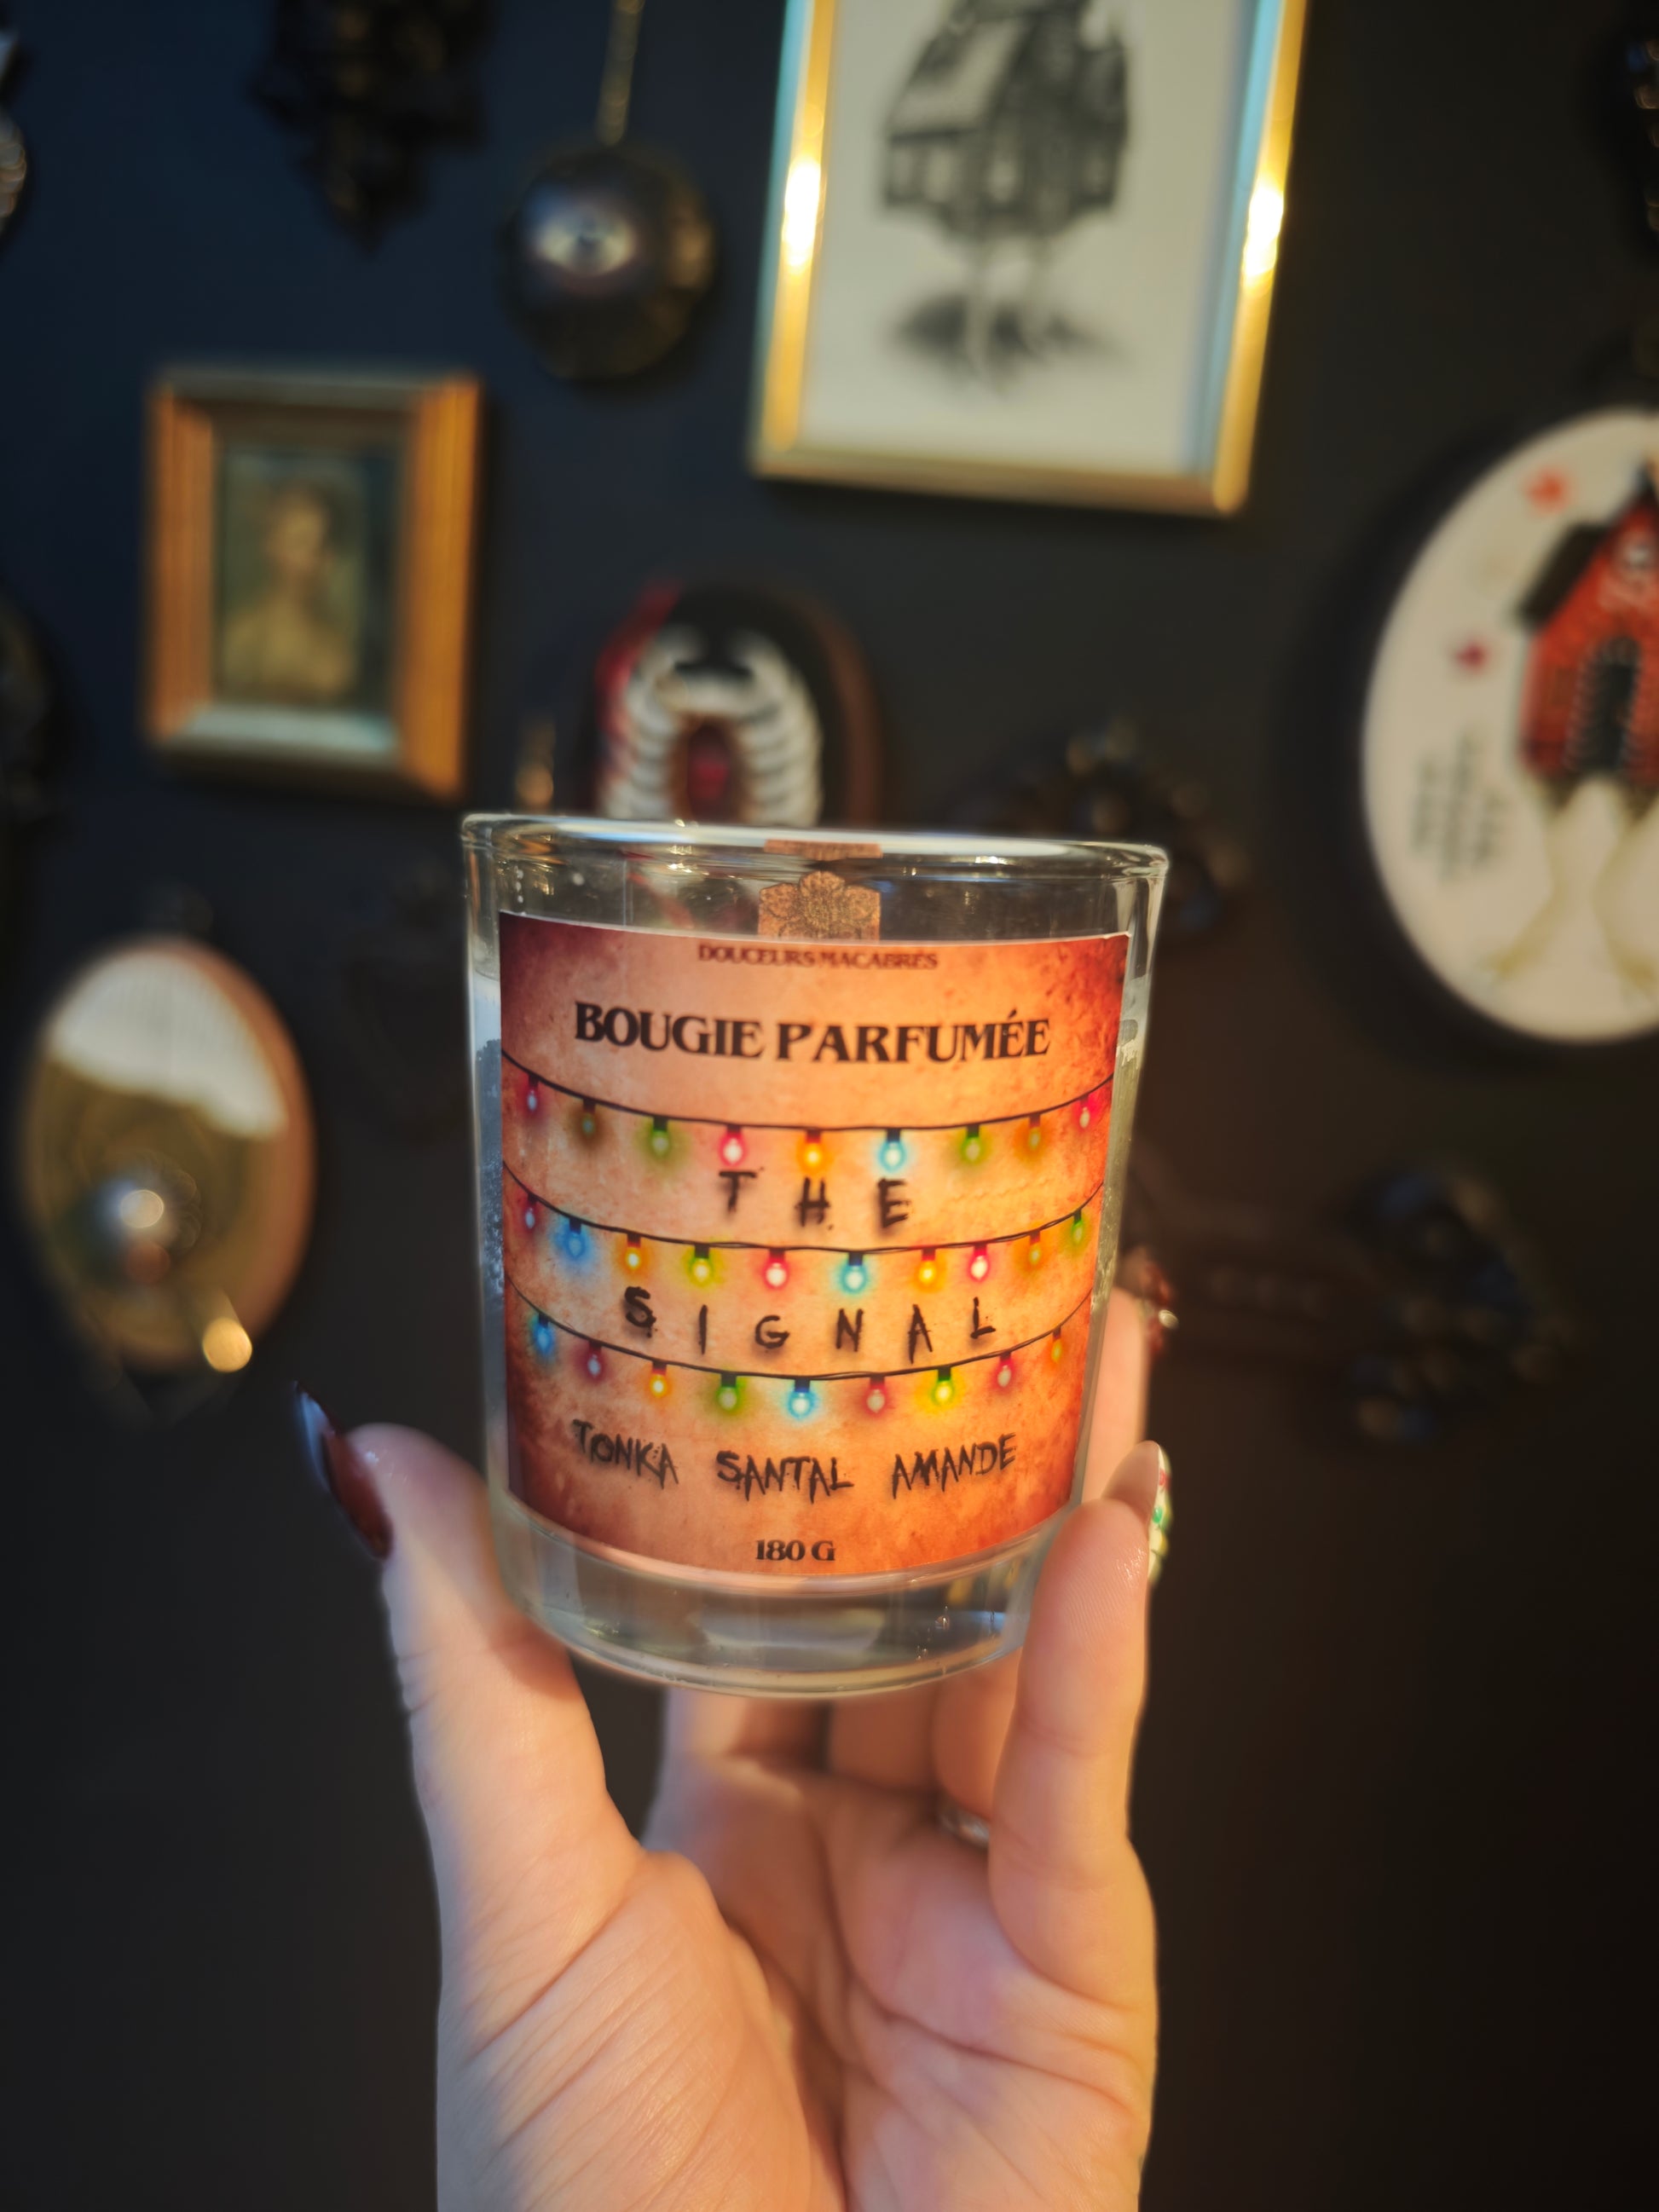 DOUCEURS MACABRES
BOUGIE PARFUMÉE
THE
SIGNAL
TONKA SANTAL AMANDE
180 G